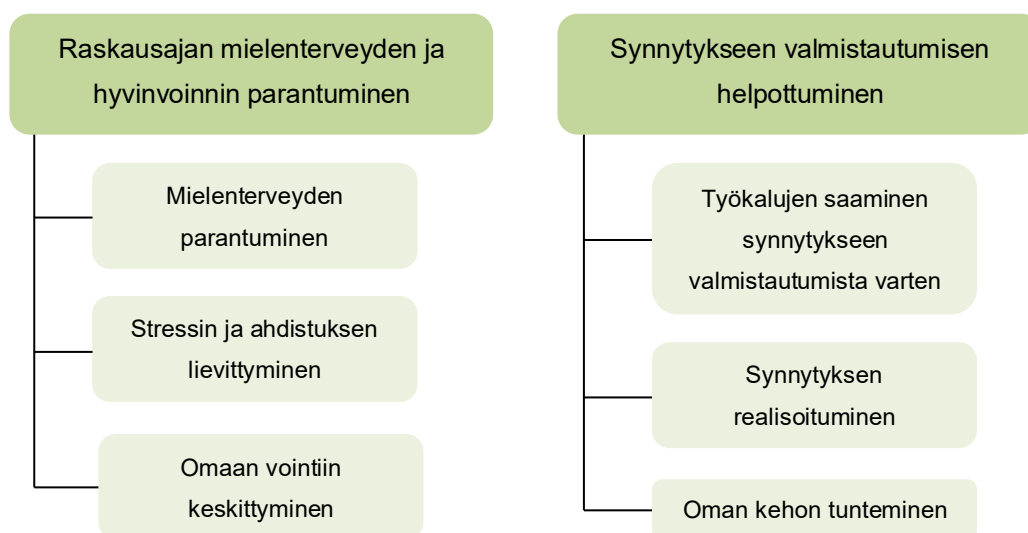 Raskausajan mielenterveyden ja
hyvinvoinnin parantuminen
Mielenterveyden
parantuminen
Stressin ja ahdistuksen
lievittyminen
Omaan vointiin
keskittyminen
Synnytykseen valmistautumisen
helpottuminen
Työkalujen saaminen
synnytykseen
valmistautumista varten
Synnytyksen
realisoituminen
Oman kehon tunteminen